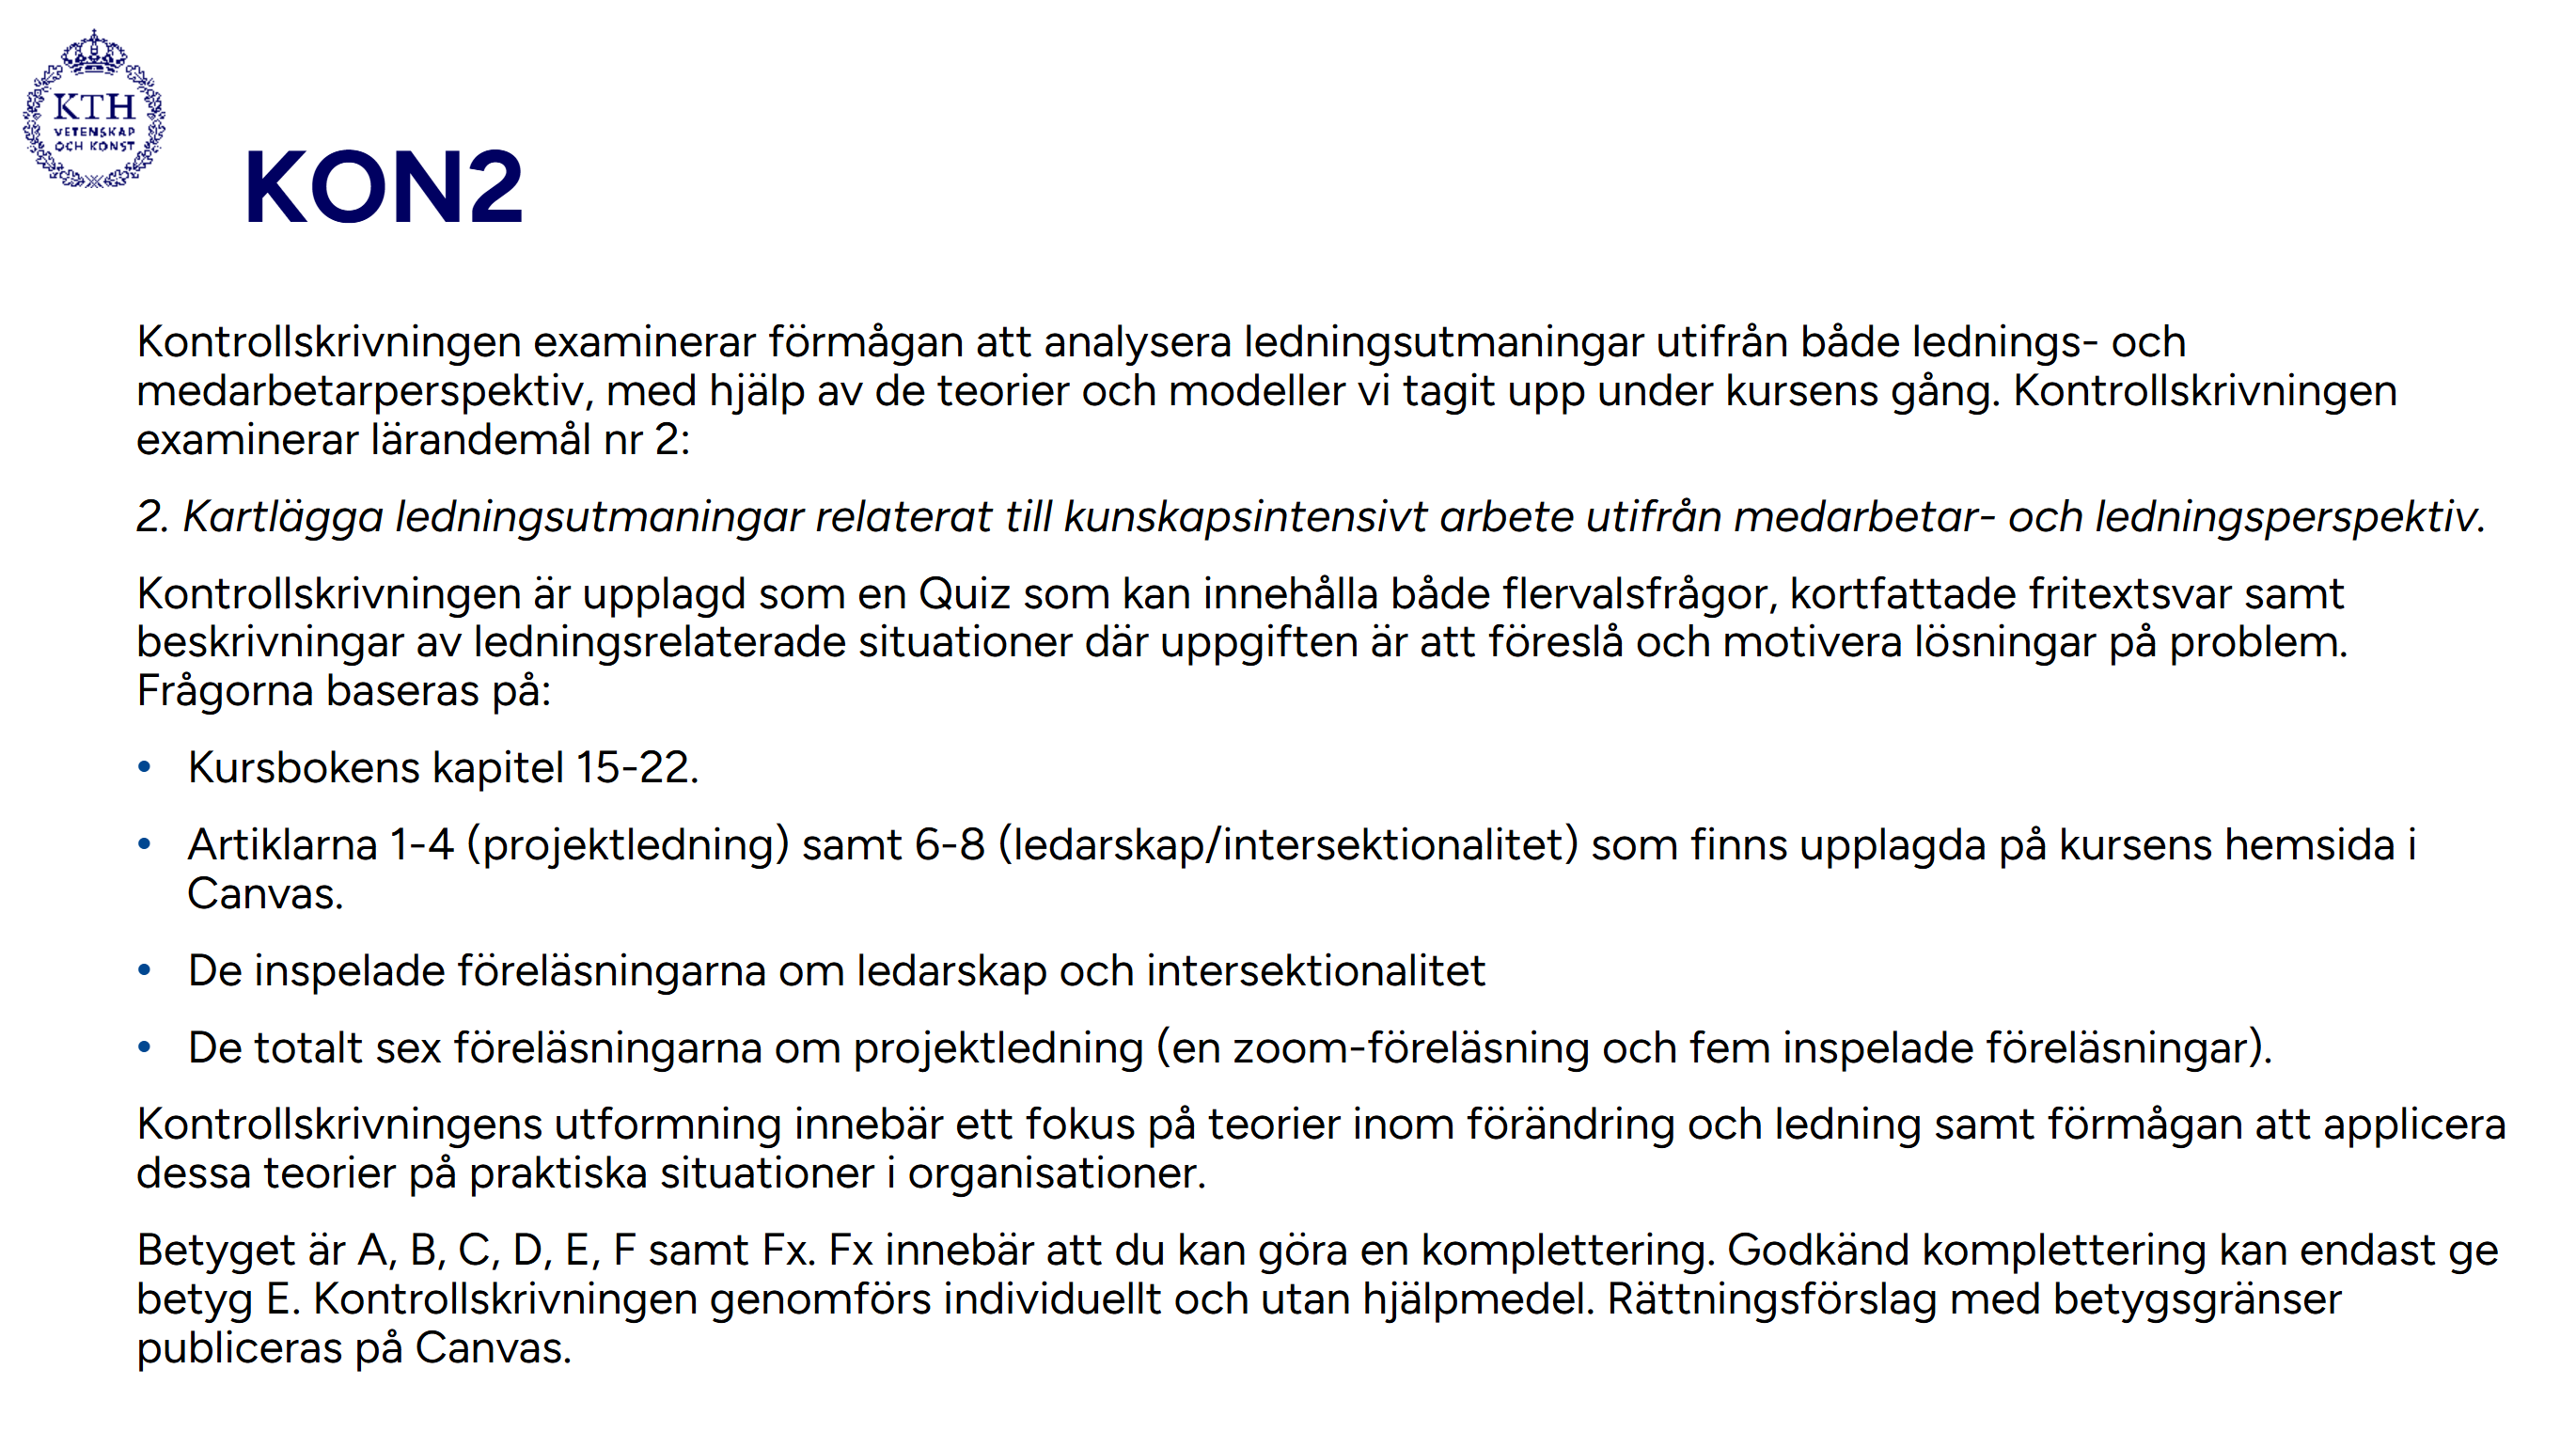 KTH
VETENSKAP
OCH KONST
KON2
Kontrollskrivningen examinerar förmågan att analysera ledningsutmaningar utifrån både lednings- och
medarbetarperspektiv, med hjälp av de teorier och modeller vi tagit upp under kursens gång. Kontrollskrivningen
examinerar lärandemål nr 2:
2. Kartlägga ledningsutmaningar relaterat till kunskapsintensivt arbete utifrån medarbetar- och ledningsperspektiv.
Kontrollskrivningen är upplagd som en Quiz som kan innehålla både flervalsfrågor, kortfattade fritextsvar samt
beskrivningar av ledningsrelaterade situationer där uppgiften är att föreslå och motivera lösningar på problem.
Frågorna baseras på:
• Kursbokens kapitel 15-22.
• Artiklarna 1-4 (projektledning) samt 6-8 (ledarskap/intersektionalitet) som finns upplagda på kursens hemsida i
Canvas.
• De inspelade föreläsningarna om ledarskap och intersektionalitet
• De totalt sex föreläsningarna om projektledning (en zoom-föreläsning och fem inspelade föreläsningar).
Kontrollskrivningens utformning innebär ett fokus på teorier inom förändring och ledning samt förmågan att applicera
dessa teorier på praktiska situationer i organisationer.
Betyget är A, B, C, D, E, F samt Fx. Fx innebär att du kan göra en komplettering. Godkänd komplettering kan endast ge
betyg E. Kontrollskrivningen genomförs individuellt och utan hjälpmedel. Rättningsförslag med betygsgränser
publiceras på Canvas.